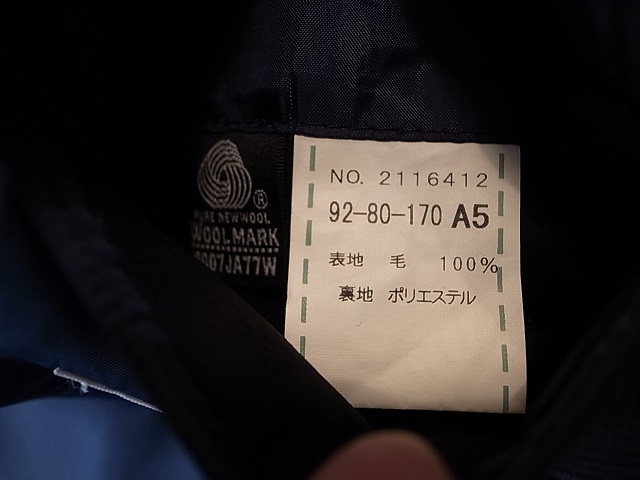 ®
PURE NEW WOOL
WOOLMARK
NO. 2116412
92-80-170 A5
表地 毛 100%
裏地 ポリエステル